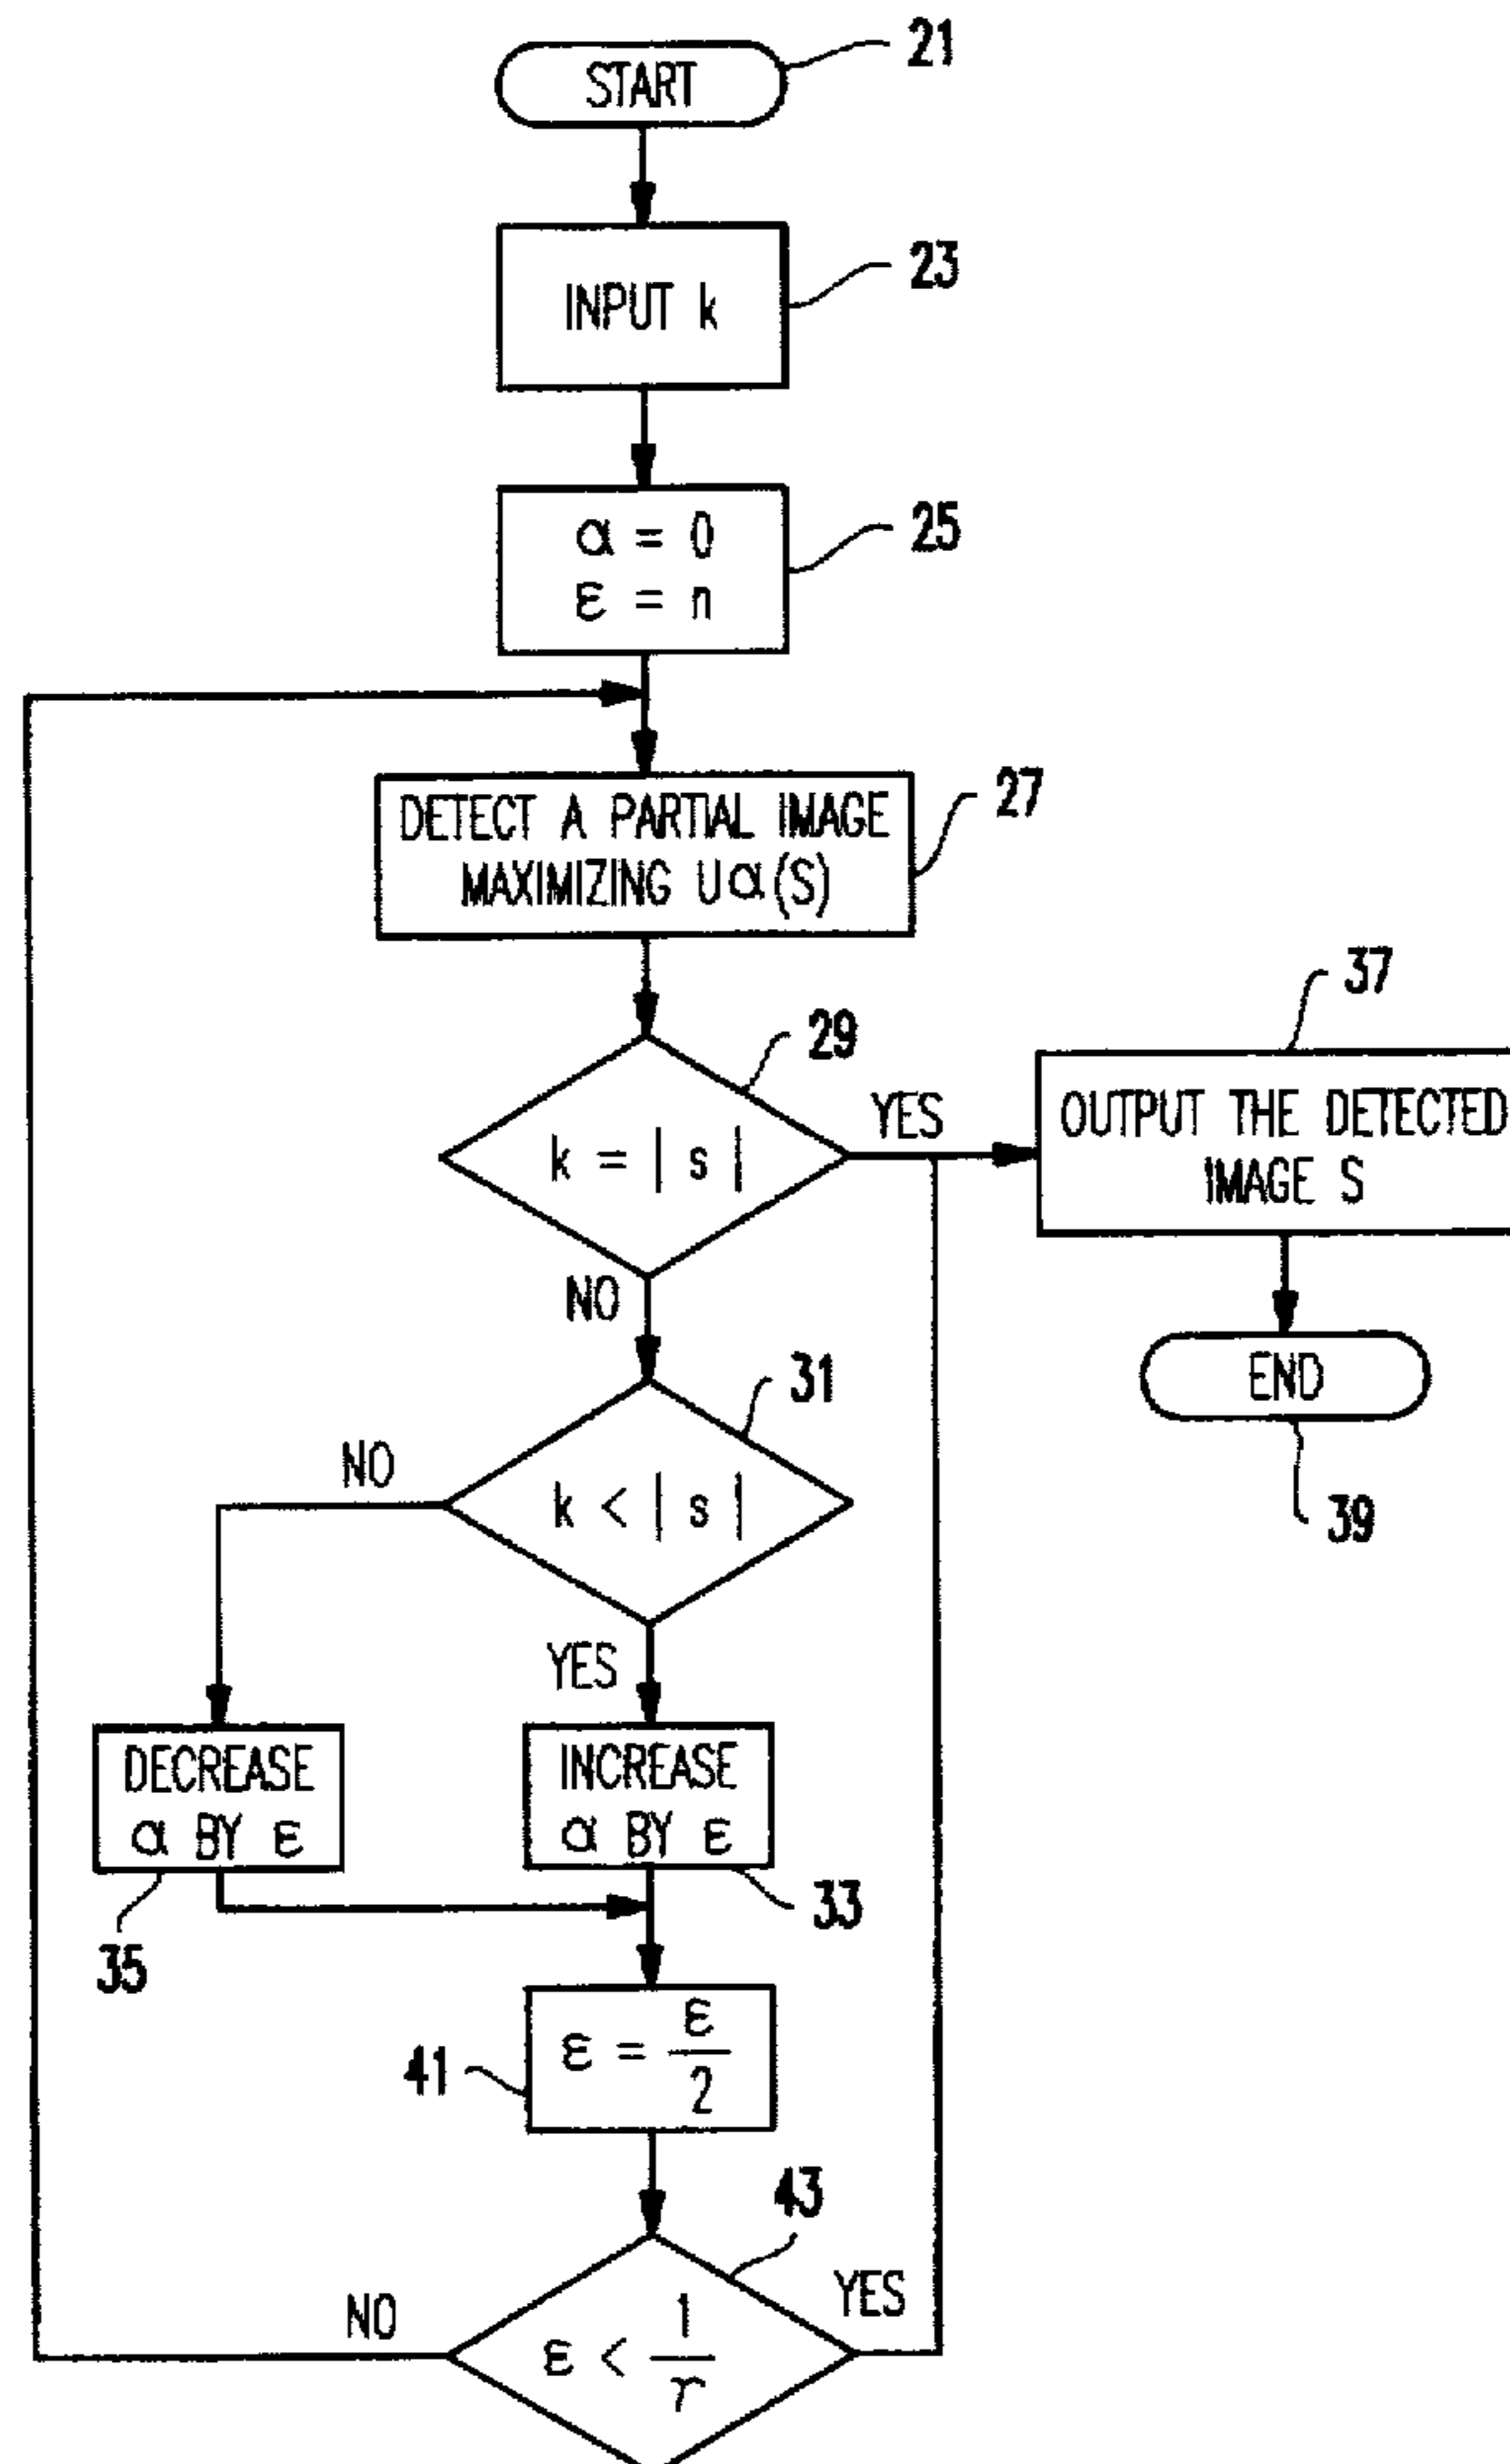 START
21
INPUT k
23
α = 0
ε = n
25
DETECT A PARTIAL IMAGE
MAXIMIZING Uα(S)
27
k = | s |
29
YES
NO
OUTPUT THE DETECTED
IMAGE S
37
END
39
k < | s |
31
NO
YES
DECREASE
α BY ε
35
INCREASE
α BY ε
33
ε = ε/2
41
ε < 1/r
43
NO
YES